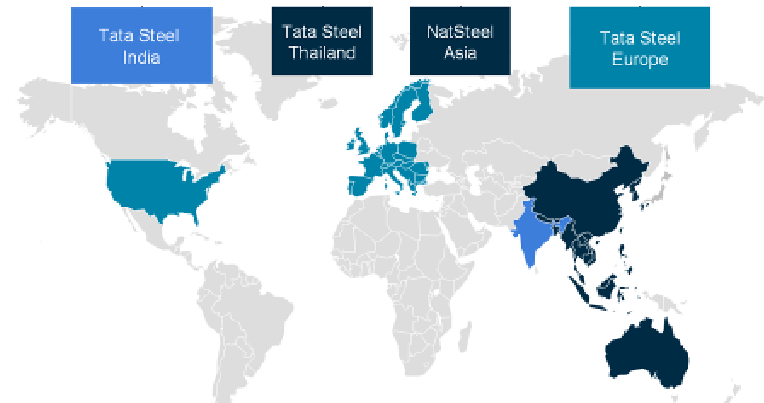 Tata Steel
India
Tata Steel
Thailand
NatSteel
Asia
Tata Steel
Europe